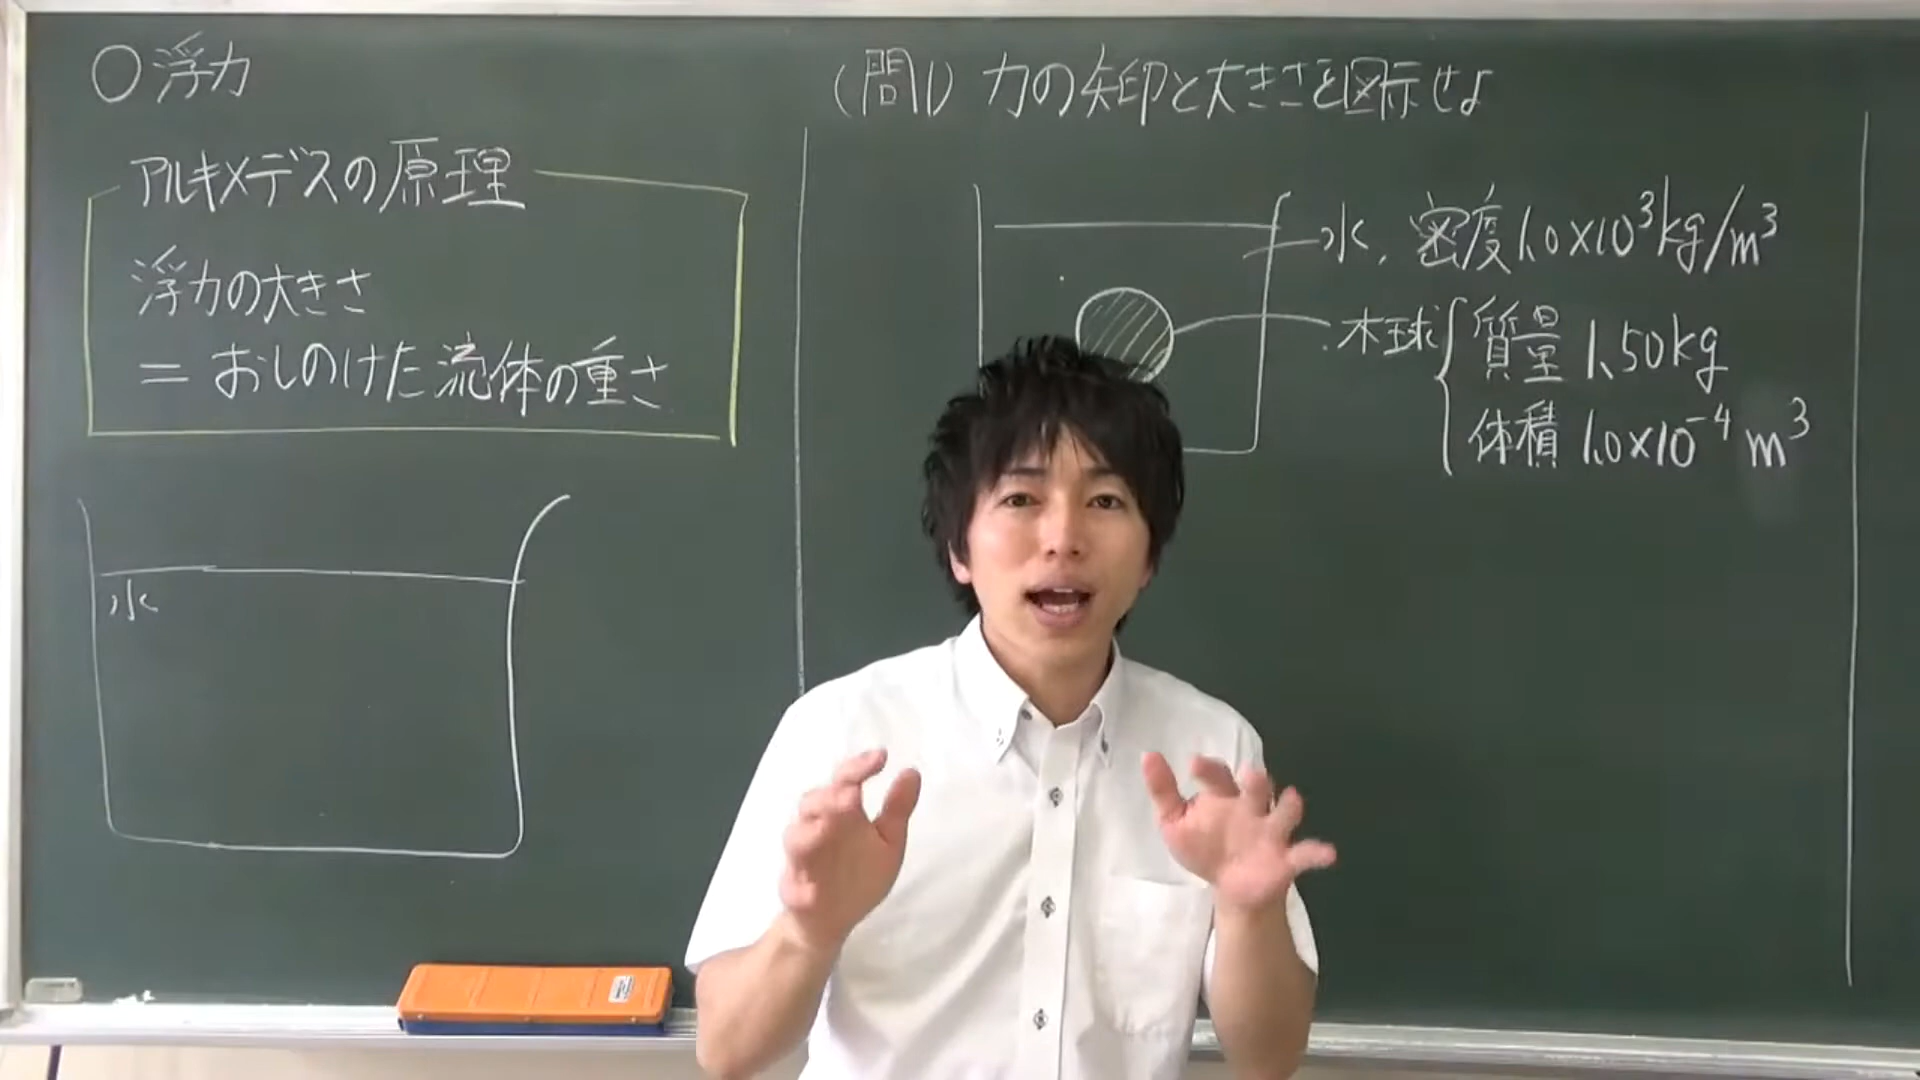 ○浮力
アルキメデスの原理
浮力の大きさ
= おしのけた流体の重さ
水
(問1) 力の矢印と大きさを図示せよ
水, 密度1.0×10³kg/m³
木球{質量 1.50kg
体積 1.0×10⁻⁴ m³